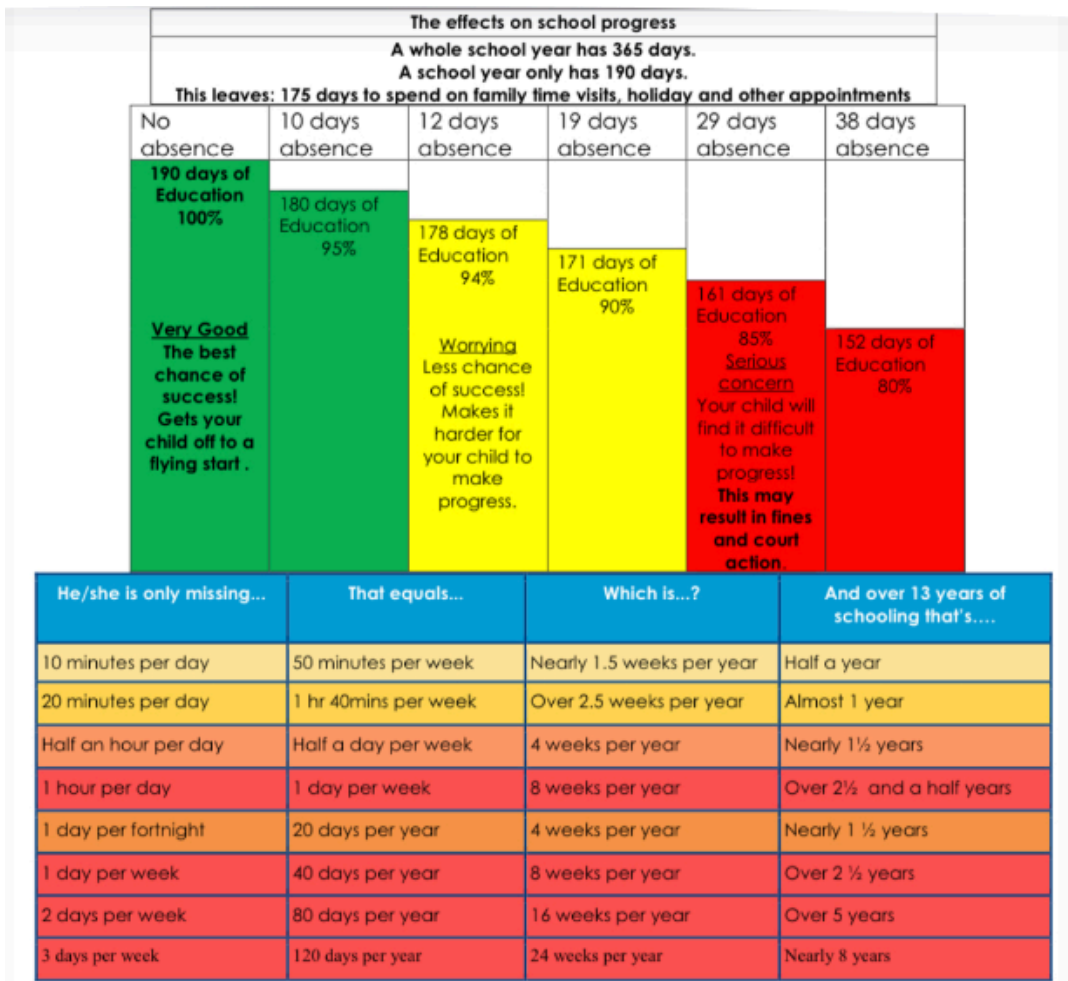 The effects on school progress
A whole school year has 365 days.
A school year only has 190 days.
This leaves: 175 days to spend on family time visits, holiday and other appointments
No
absence
10 days
absence
12 days
absence
19 days
absence
29 days
absence
38 days
absence
190 days of
Education
100%
Very Good
The best
chance of
success!
Gets your
child off to a
flying start .
180 days of
Education
95%
178 days of
Education
94%
Worrying
Less chance
of success!
Makes it
harder for
your child to
make
progress.
171 days of
Education
90%
161 days of
Education
85%
Serious
concern
Your child will
find it difficult
to make
progress!
This may
result in fines
and court
action.
152 days of
Education
80%
He/she is only missing...
That equals...
Which is...?
And over 13 years of
schooling that's....
10 minutes per day
50 minutes per week
Nearly 1.5 weeks per year
Half a year
20 minutes per day
1 hr 40mins per week
Over 2.5 weeks per year
Almost 1 year
Half an hour per day
Half a day per week
4 weeks per year
Nearly 1½ years
1 hour per day
1 day per week
8 weeks per year
Over 2½ and a half years
1 day per fortnight
20 days per year
4 weeks per year
Nearly 1 ½ years
1 day per week
40 days per year
8 weeks per year
Over 2 ½ years
2 days per week
80 days per year
16 weeks per year
Over 5 years
3 days per week
120 days per year
24 weeks per year
Nearly 8 years